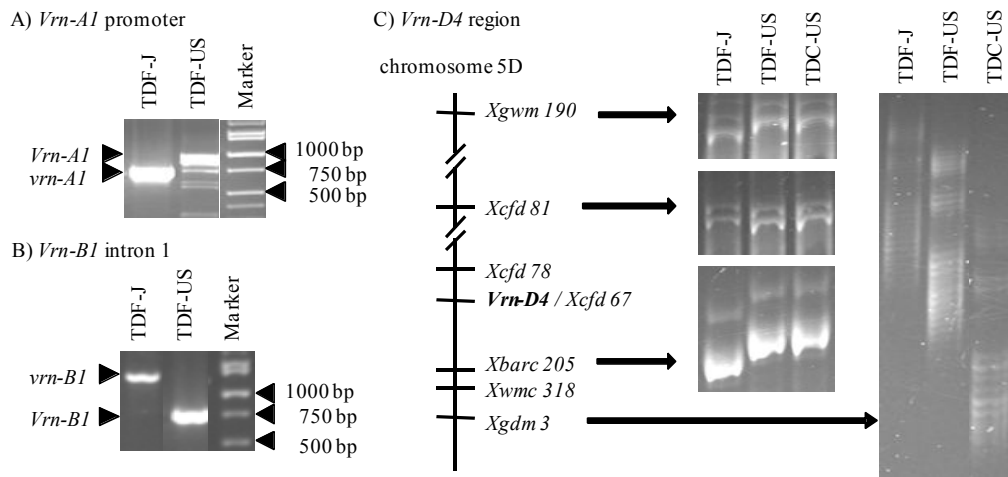 A) Vrn-A1 promoter
TDF-J
TDF-US
Marker
Vrn-A1
vrn-A1
1000 bp
750 bp
500 bp
B) Vrn-B1 intron 1
TDF-J
TDF-US
Marker
vrn-B1
Vrn-B1
1000 bp
750 bp
500 bp
C) Vrn-D4 region
chromosome 5D
TDF-J
TDF-US
TDC-US
TDF-J
TDF-US
TDC-US
Xgwm 190
Xcfd 81
Xcfd 78
Vrn-D4 / Xcfd 67
Xbarc 205
Xwmc 318
Xgdm 3